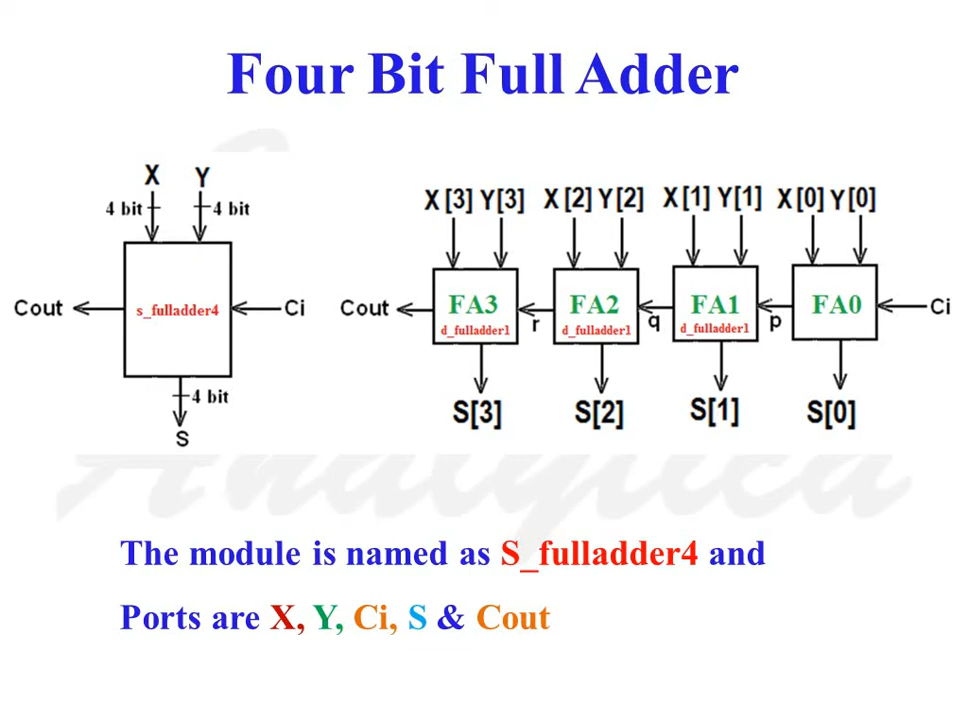 Four Bit Full Adder
X Y
4 bit 4 bit
Cout s_fulladder4 Ci
4 bit
S
X [3] Y[3] X [2] Y [2] X [1] Y[1] X [0] Y [0]
Cout FA3 r FA2 q FA1 p FA0 Ci
d_fulladder1 d_fulladder1 d_fulladder1
S[3] S[2] S[1] S[0]
Analytica
The module is named as S_fulladder4 and
Ports are X, Y, Ci, S & Cout